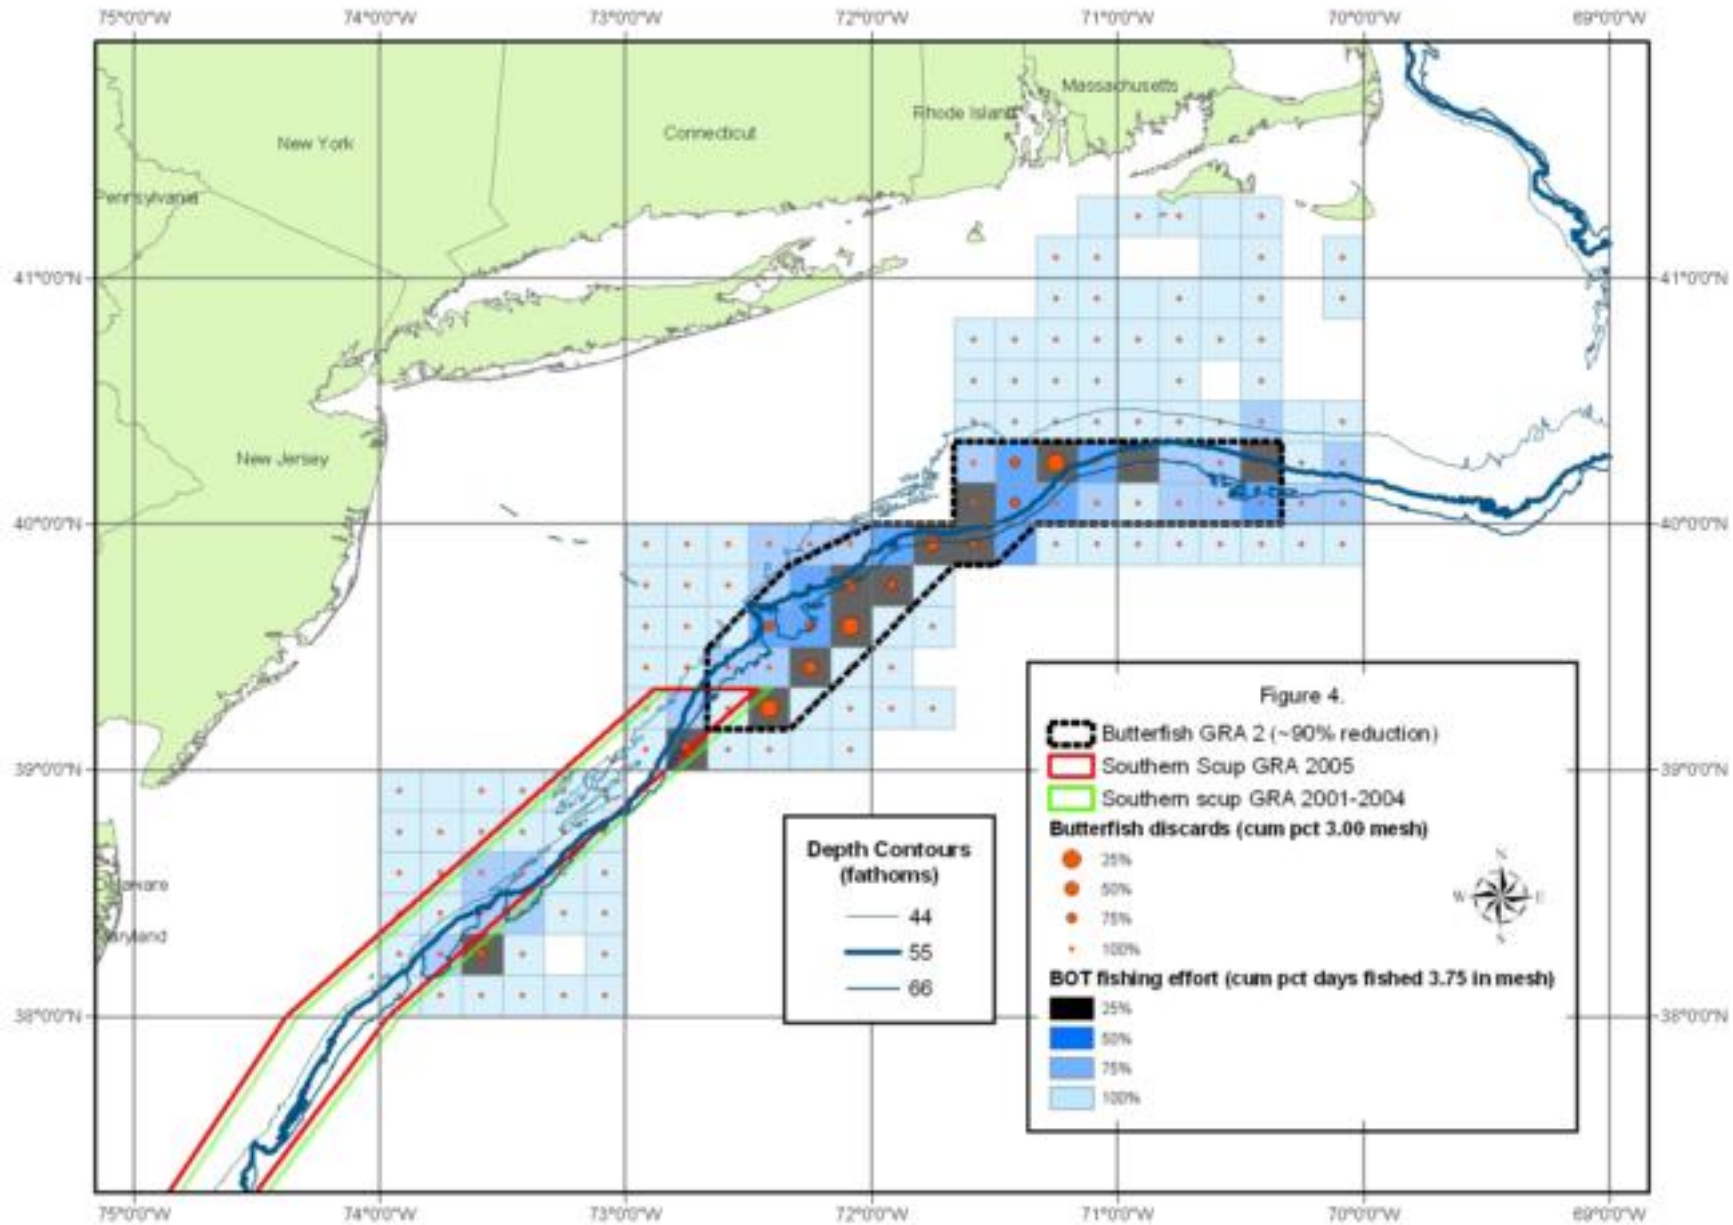 75°0'0"W 74°0'0"W 73°0'0"W 72°0'0"W 71°0'0"W 70°0'0"W 69°0'0"W
Massachusetts
Rhode Island
Connecticut
New York
Pennsylvania
41°0'0"N 41°0'0"N
New Jersey
40°0'0"N 40°0'0"N
39°0'0"N 39°0'0"N
aware
aryland
38°0'0"N 38°0'0"N
Depth Contours
(fathoms)
44
55
66
Figure 4.
Butterfish GRA 2 (~90% reduction)
Southern Scup GRA 2005
Southern scup GRA 2001-2004
Butterfish discards (cum pct 3.00 mesh)
25%
50%
75%
100%
BOT fishing effort (cum pct days fished 3.75 in mesh)
25%
50%
75%
100%
N
W E
S
75°0'0"W 74°0'0"W 73°0'0"W 72°0'0"W 71°0'0"W 70°0'0"W 69°0'0"W